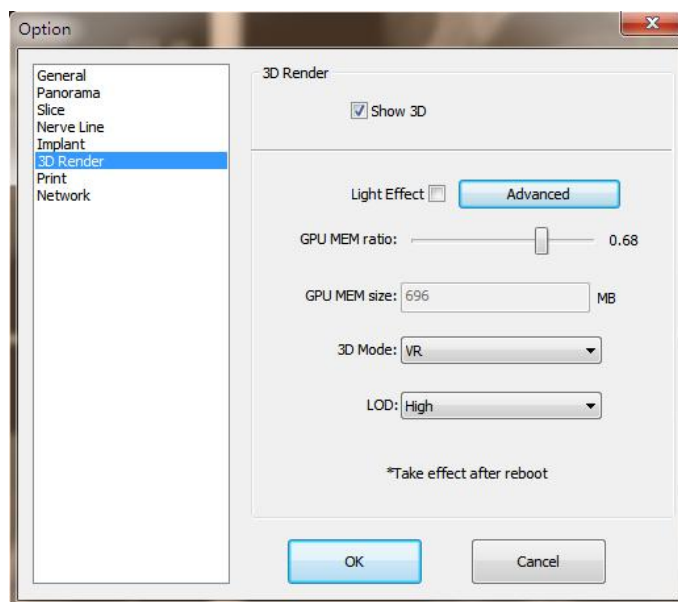 Option
General
Panorama
Slice
Nerve Line
Implant
3D Render
Print
Network
3D Render
Show 3D
Light Effect
Advanced
GPU MEM ratio: 0.68
GPU MEM size: 696 MB
3D Mode: VR
LOD: High
*Take effect after reboot
OK Cancel